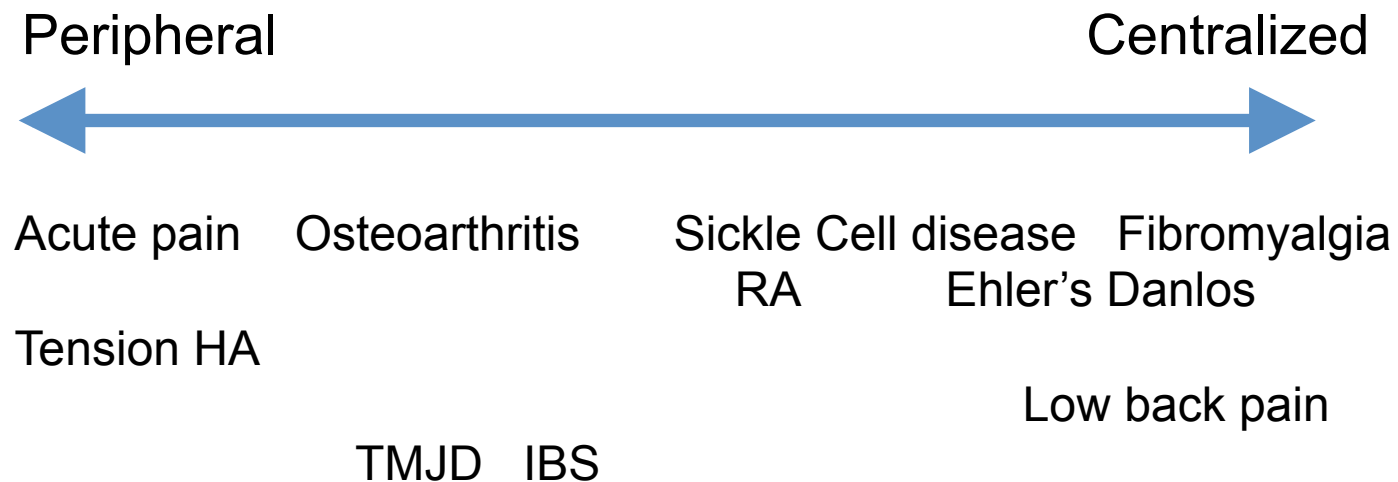 Peripheral Centralized
Acute pain Osteoarthritis Sickle Cell disease Fibromyalgia
RA Ehler's Danlos
Tension HA
Low back pain
TMJD IBS